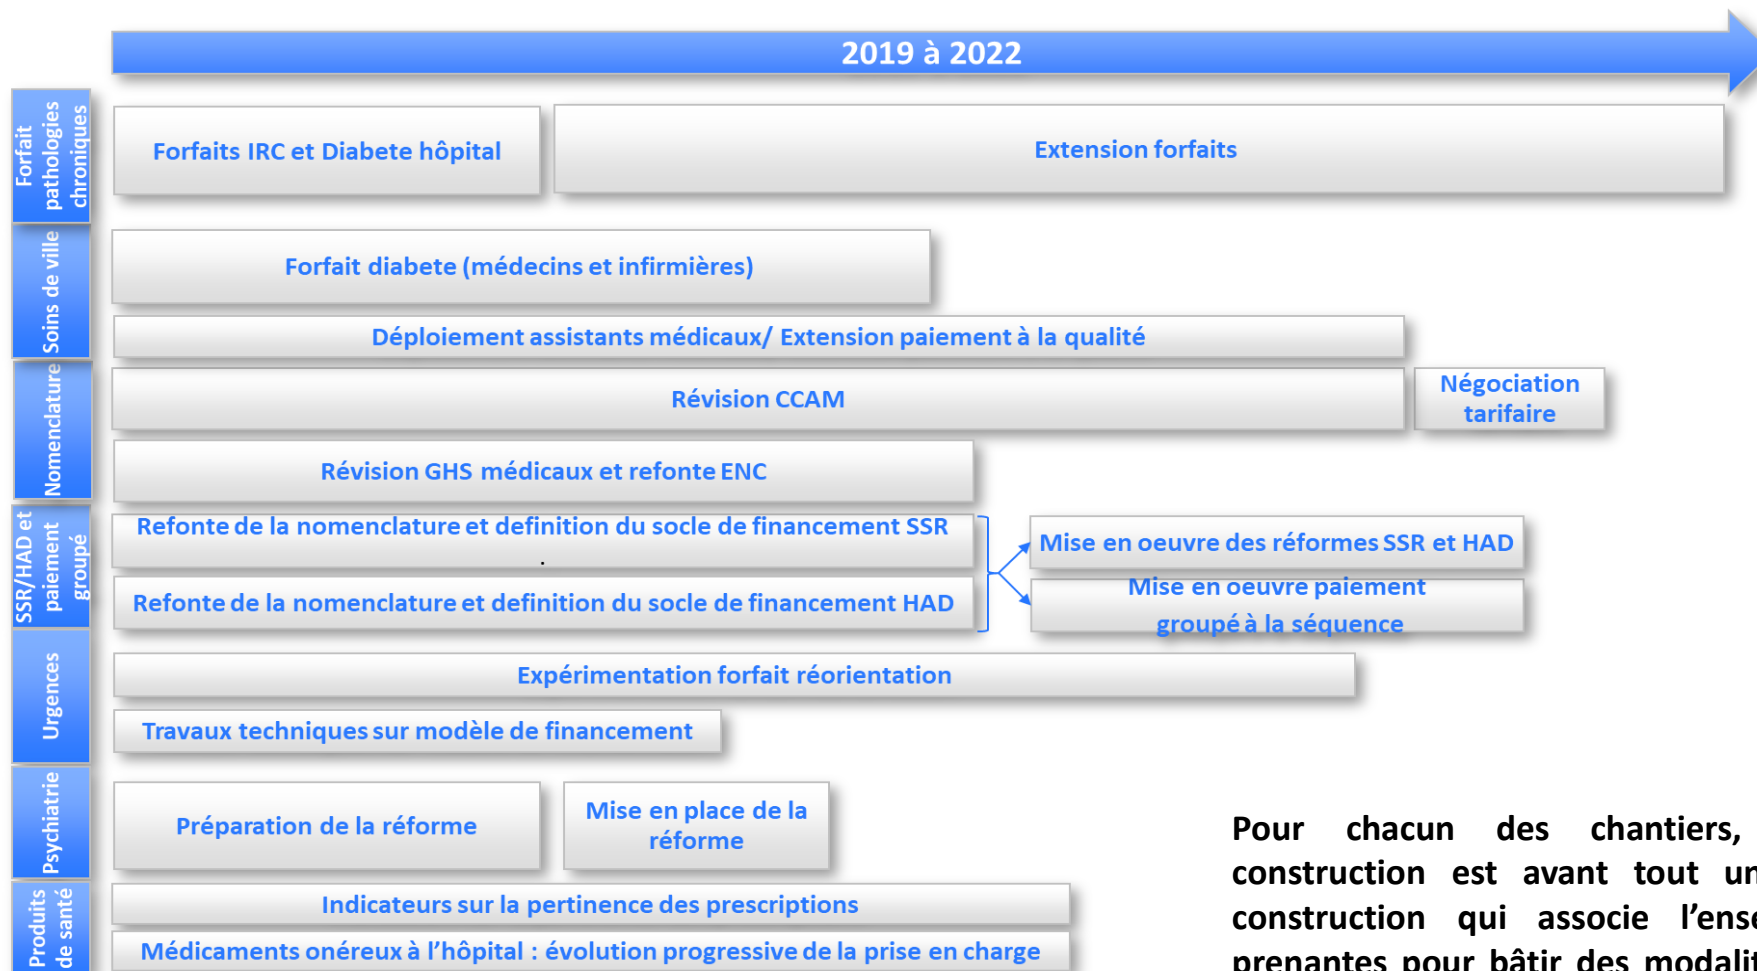 2019 à 2022
Forfait
pathologies
chroniques
Forfaits IRC et Diabete hôpital
Extension forfaits
Soins de ville
Forfait diabete (médecins et infirmières)
Déploiement assistants médicaux/ Extension paiement à la qualité
Nomenclature
Révision CCAM
Négociation
tarifaire
Révision GHS médicaux et refonte ENC
SSR/HAD et
paiement
groupé
Refonte de la nomenclature et definition du socle de financement SSR
.
Refonte de la nomenclature et definition du socle de financement HAD
Mise en oeuvre des réformes SSR et HAD
Mise en oeuvre paiement
groupé à la séquence
Urgences
Expérimentation forfait réorientation
Travaux techniques sur modèle de financement
Psychiatrie
Préparation de la réforme
Mise en place de la
réforme
Produits
de santé
Indicateurs sur la pertinence des prescriptions
Médicaments onéreux à l'hôpital : évolution progressive de la prise en charge
Pour chacun des chantiers,
construction est avant tout
construction qui associe
prenantes pour bâtir des